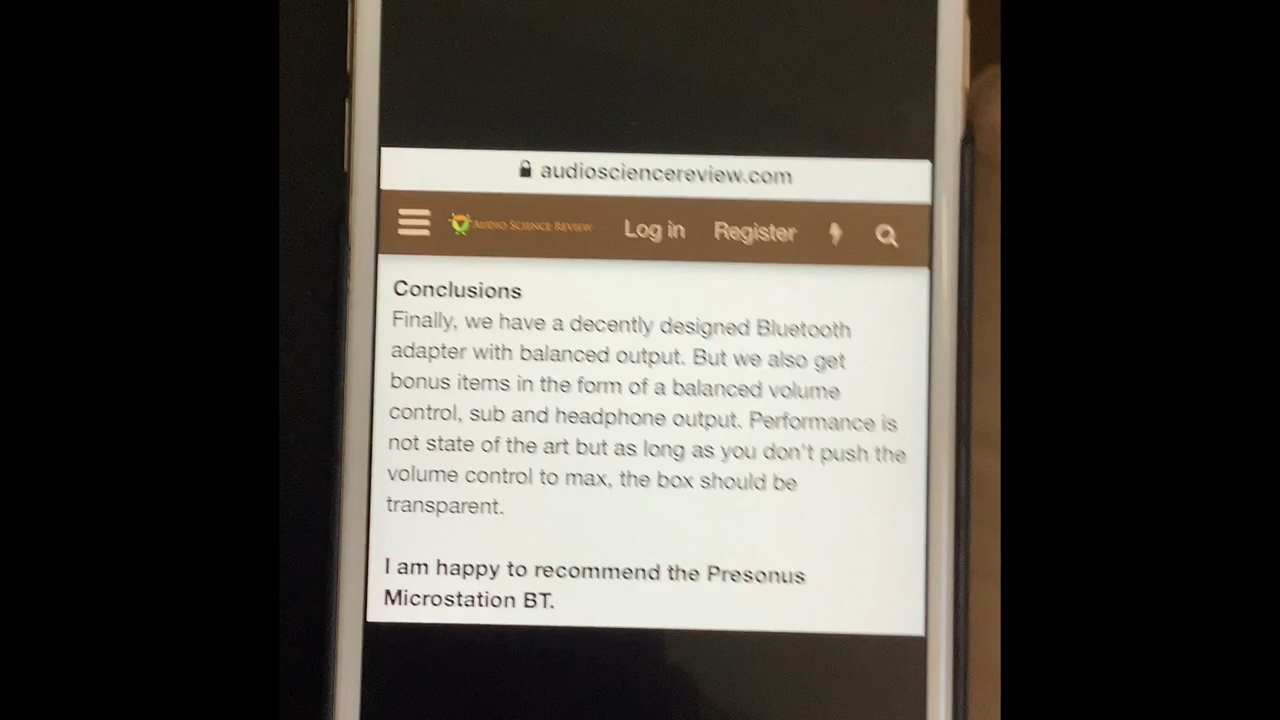 audiosciencereview.com
AUDIO SCIENCE REVIEW Log in Register
Conclusions
Finally, we have a decently designed Bluetooth
adapter with balanced output. But we also get
bonus items in the form of a balanced volume
control, sub and headphone output. Performance is
not state of the art but as long as you don't push the
volume control to max, the box should be
transparent.
I am happy to recommend the Presonus
Microstation BT.